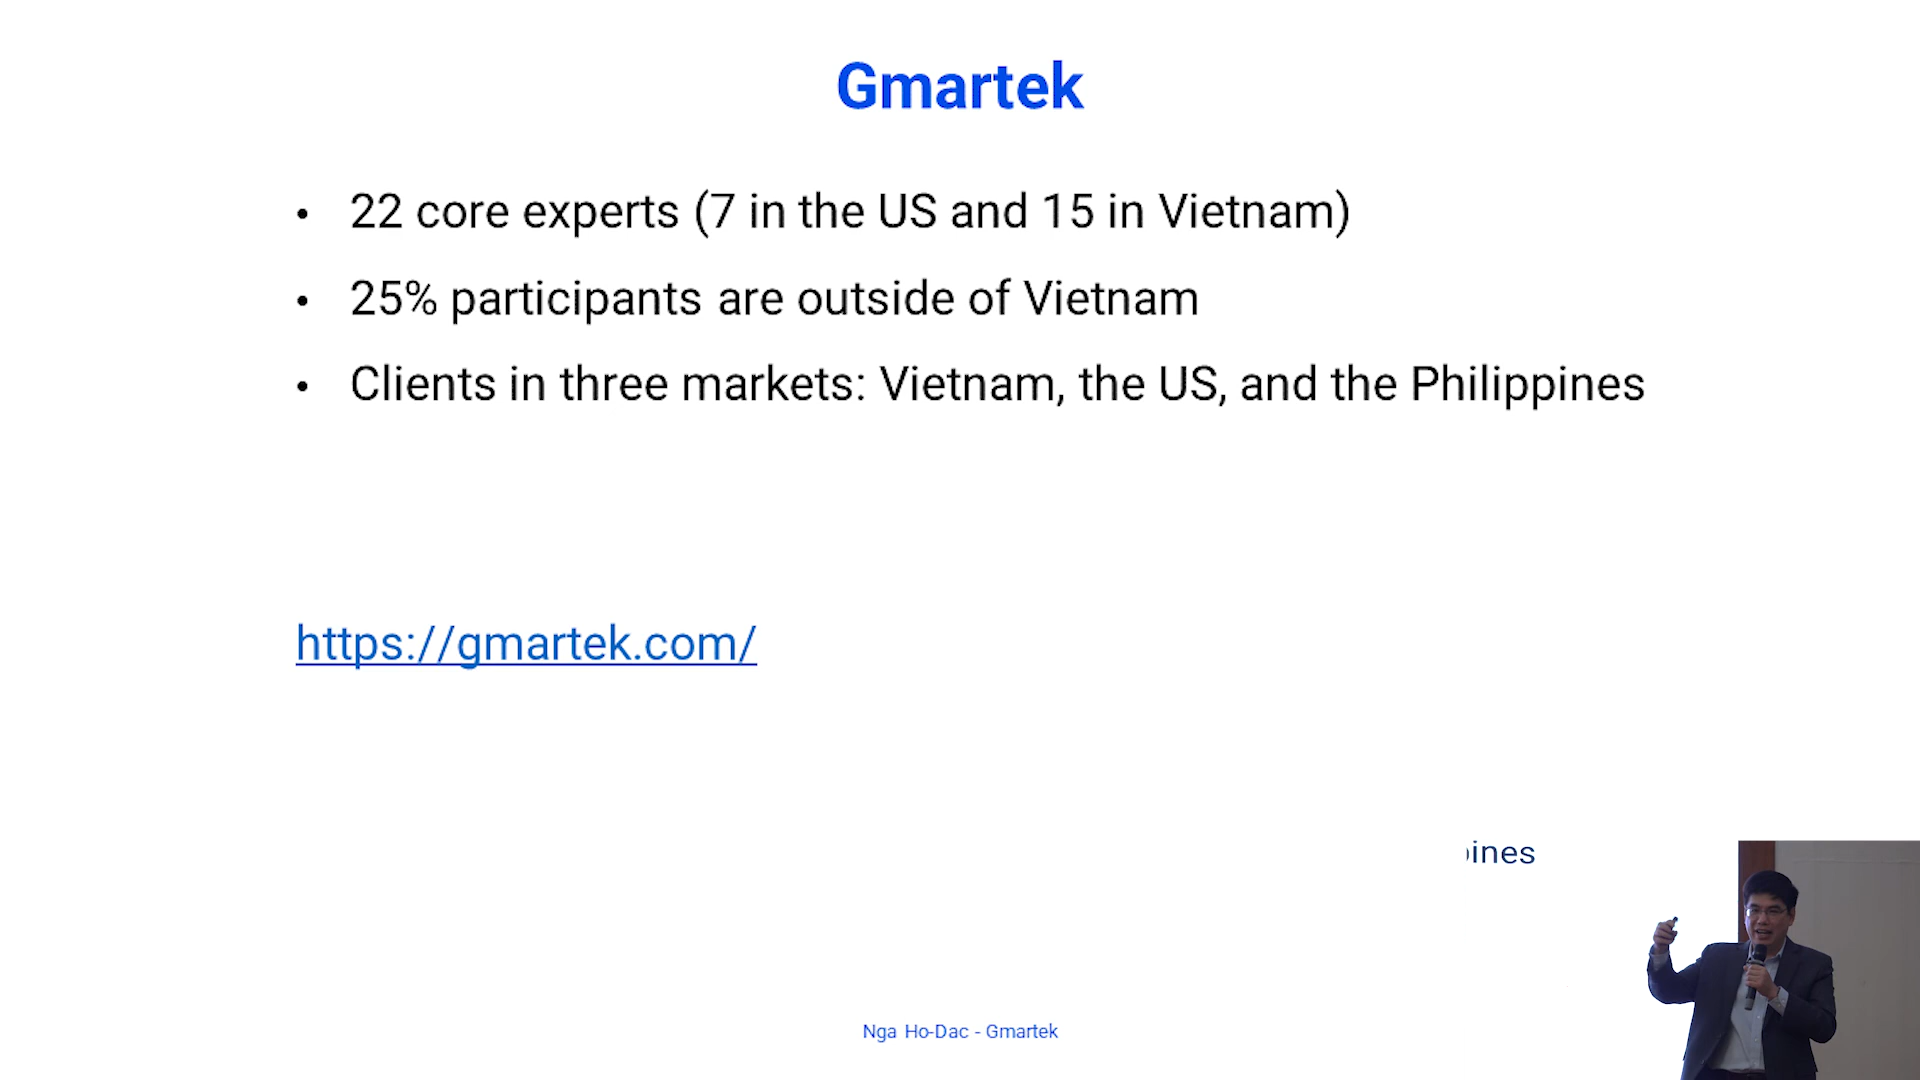 Gmartek
• 22 core experts (7 in the US and 15 in Vietnam)
• 25% participants are outside of Vietnam
• Clients in three markets: Vietnam, the US, and the Philippines
https://gmartek.com/
Nga Ho-Dac - Gmartek